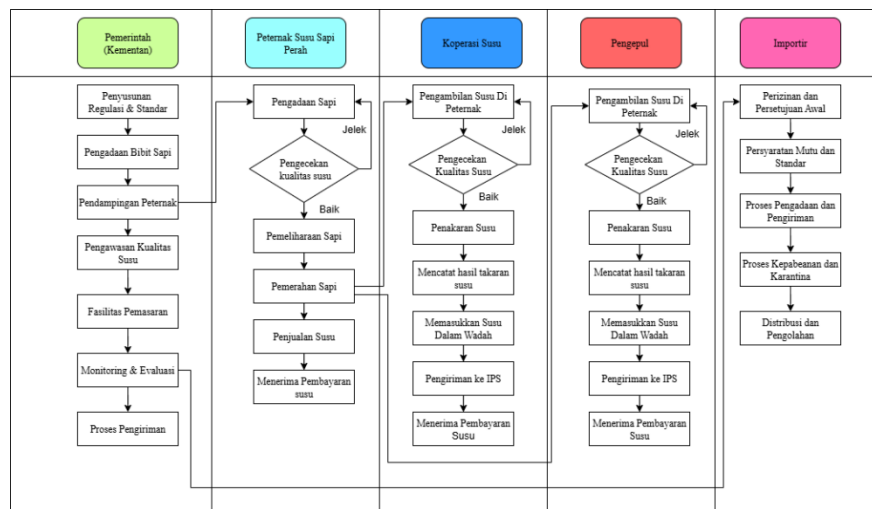 Pemerintah
(Kementan)
Peternak Susu Sapi
Perah
Koperasi Susu
Pengepul
Importir
Penyusunan
Regulasi & Standar
Pengadaan Bibit Sapi
Pendampingan Peternak
Pengawasan Kualitas
Susu
Fasilitas Pemasaran
Monitoring & Evaluasi
Proses Pengiriman
Pengadaan Sapi
Jelek
Pengecekan
kualitas susu
Baik
Pemeliharaan Sapi
Pemerahan Sapi
Penjualan Susu
Menerima Pembayaran
susu
Pengambilan Susu Di
Peternak
Jelek
Pengecekan
Kualitas Susu
Baik
Penakaran Susu
Mencatat hasil takaran
susu
Memasukkan Susu
Dalam Wadah
Pengiriman ke IPS
Menerima Pembayaran
Susu
Pengambilan Susu Di
Peternak
Jelek
Pengecekan
Kualitas Susu
Baik
Penakaran Susu
Mencatat hasil takaran
susu
Memasukkan Susu
Dalam Wadah
Pengiriman ke IPS
Menerima Pembayaran
Susu
Perizinan dan
Persetujuan Awal
Persyaratan Mutu dan
Standar
Proses Pengadaan dan
Pengiriman
Proses Kepabeanan dan
Karantina
Distribusi dan
Pengolahan